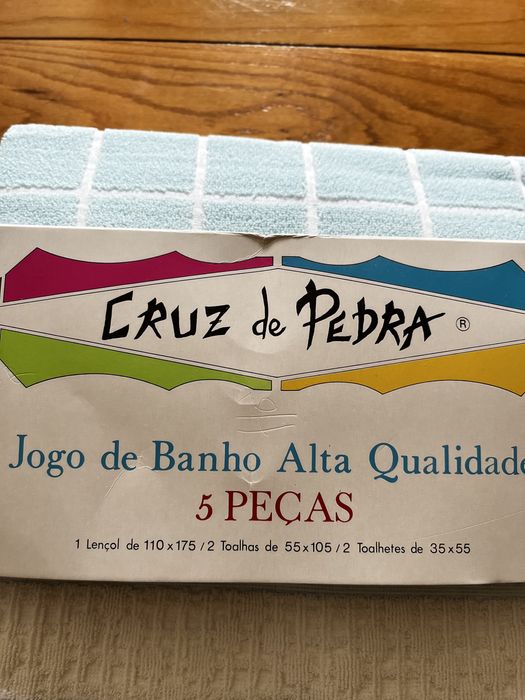 CRUZ de PEDRA ®
Jogo de Banho Alta Qualidade
5 PEÇAS
1 Lençol de 110 x 175 / 2 Toalhas de 55 x 105 / 2 Toalhetes de 35 x 55